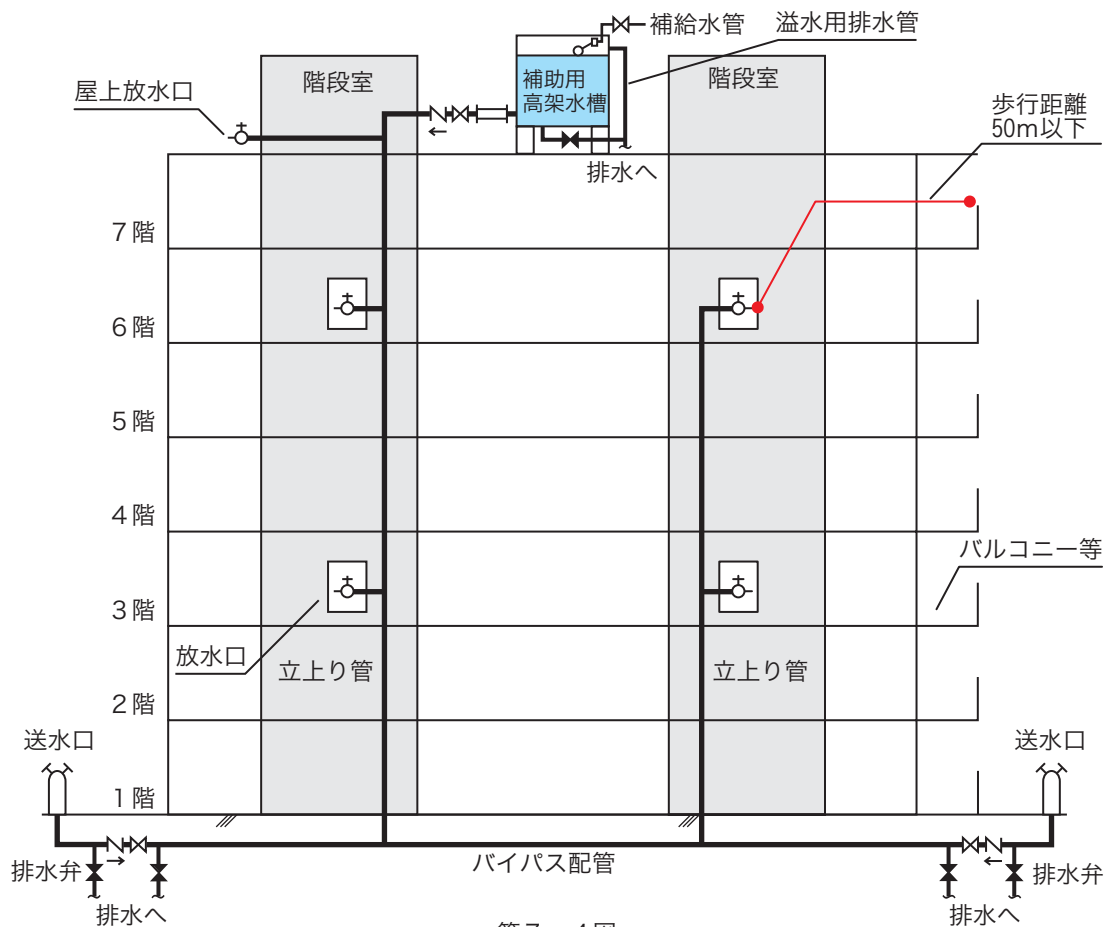 補給水管
溢水用排水管
階段室
補助用
高架水槽
階段室
屋上放水口
歩行距離
50m以下
排水へ
7階
6階
5階
4階
バルコニー等
3階
放水口
立上り管
立上り管
2階
送水口
送水口
1階
排水弁
バイパス配管
排水弁
排水へ
排水へ